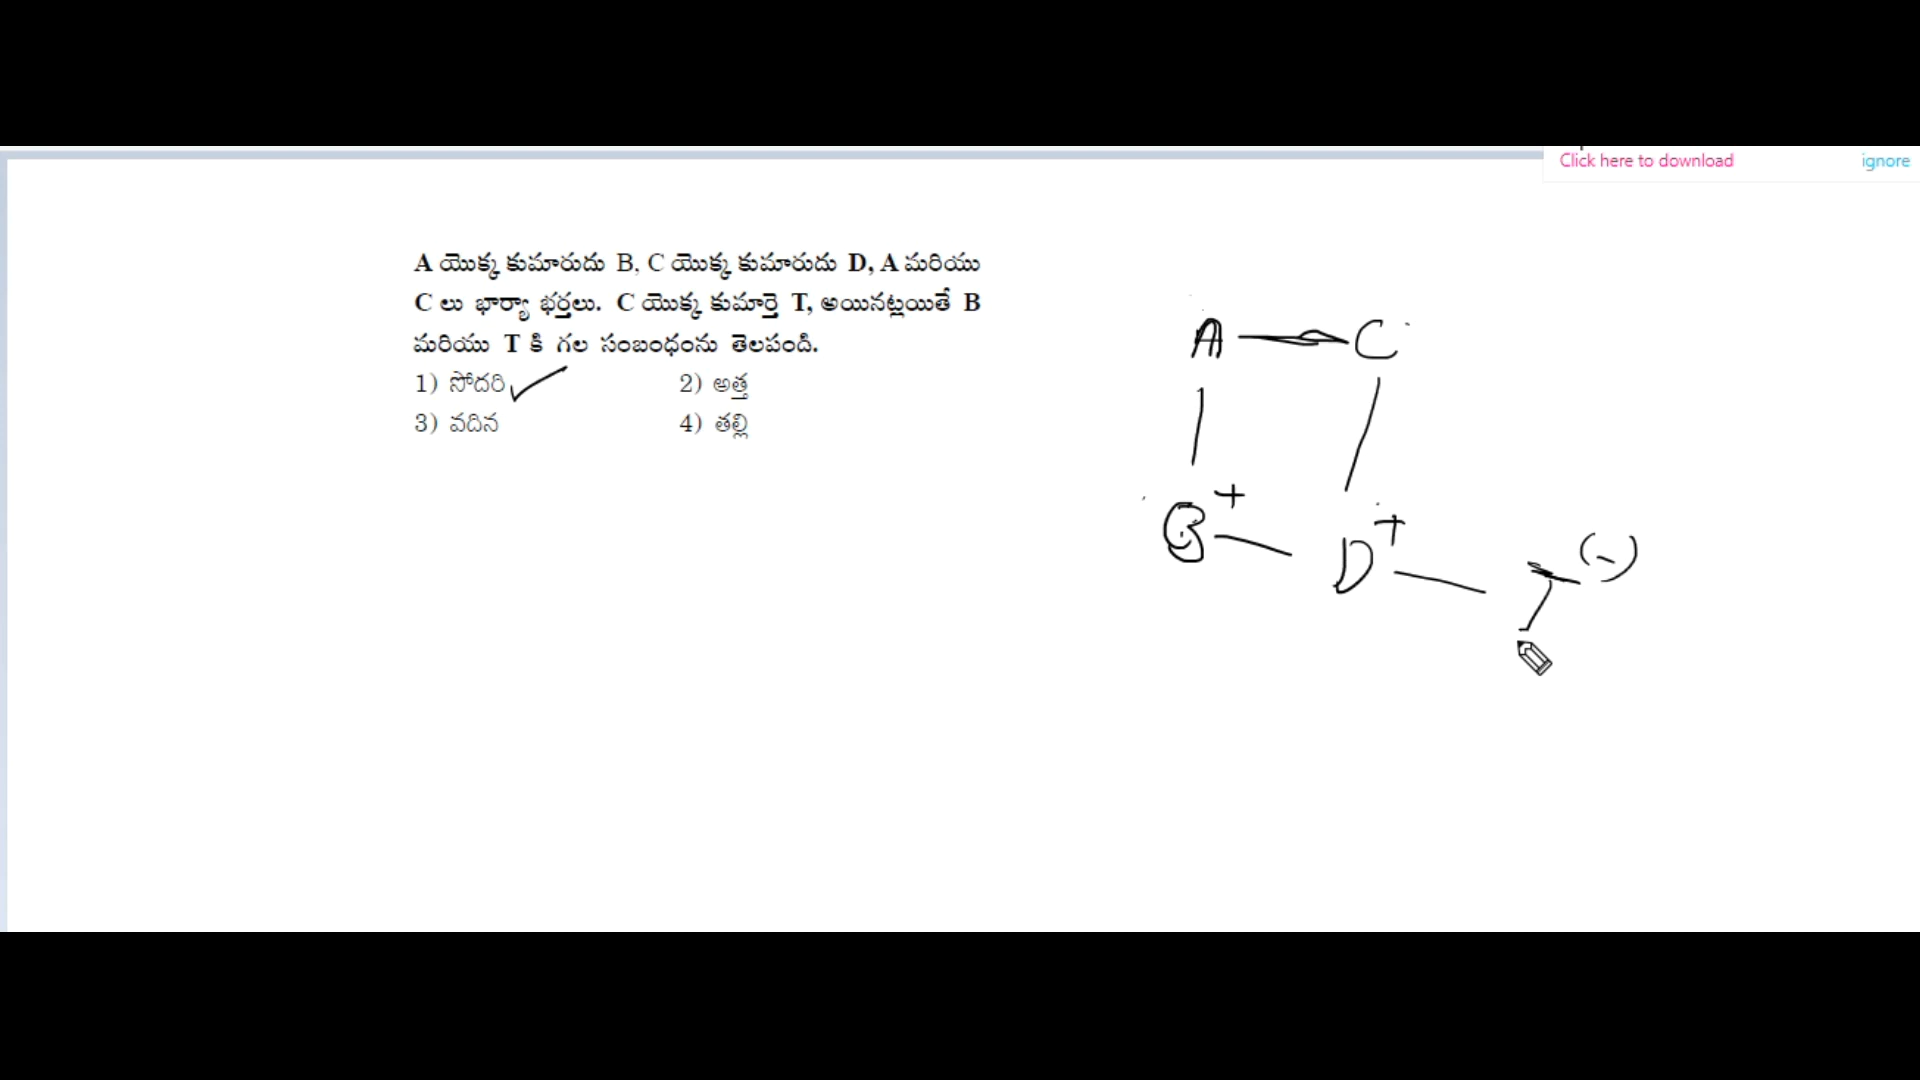 Click here to download ignore
A యొక్క కుమారుడు B, C యొక్క కుమారుడు D, A మరియు
C లు భార్యా భర్తలు. C యొక్క కుమార్తె T, అయినట్లయితే B
మరియు T కి గల సంబంధంను తెలపండి.
1) సోదరి 2) అత్త
3) వదిన 4) తల్లి
A C
B + D + T (-)